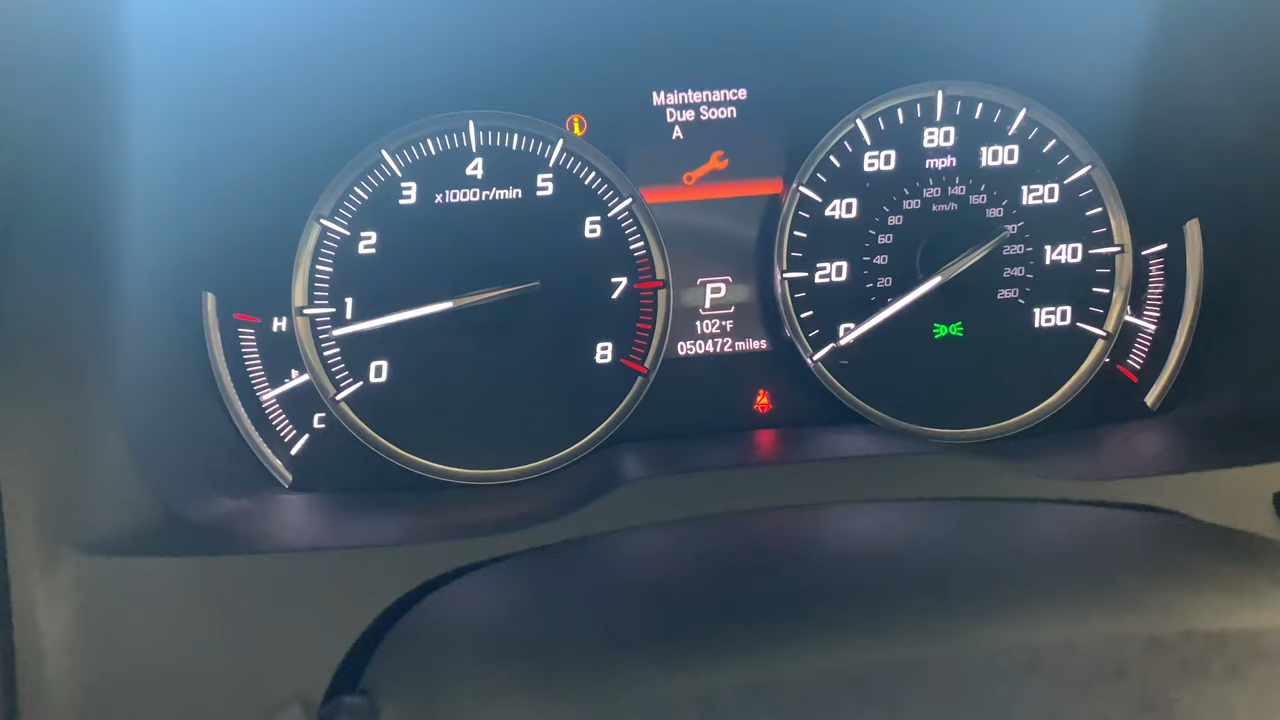 Maintenance
Due Soon
A
0
1
2
3
4
5
6
7
8
x1000 r/min
H
C
P
102°F
050472 miles
0
20
40
60
80
100
120
140
160
mph
km/h
20
40
60
80
100
120
140
160
180
220
240
260